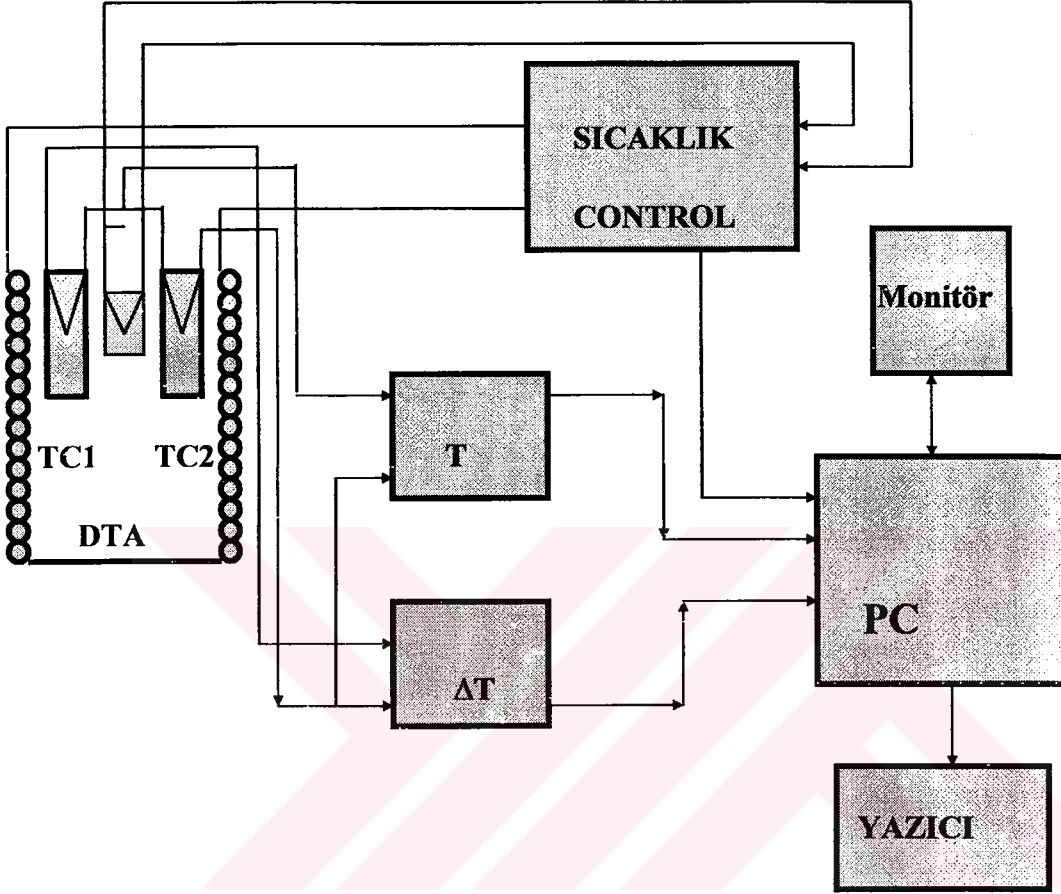 SICAKLIK
CONTROL
Monitör
TC1
TC2
T
DTA
PC
ΔT
YAZICI